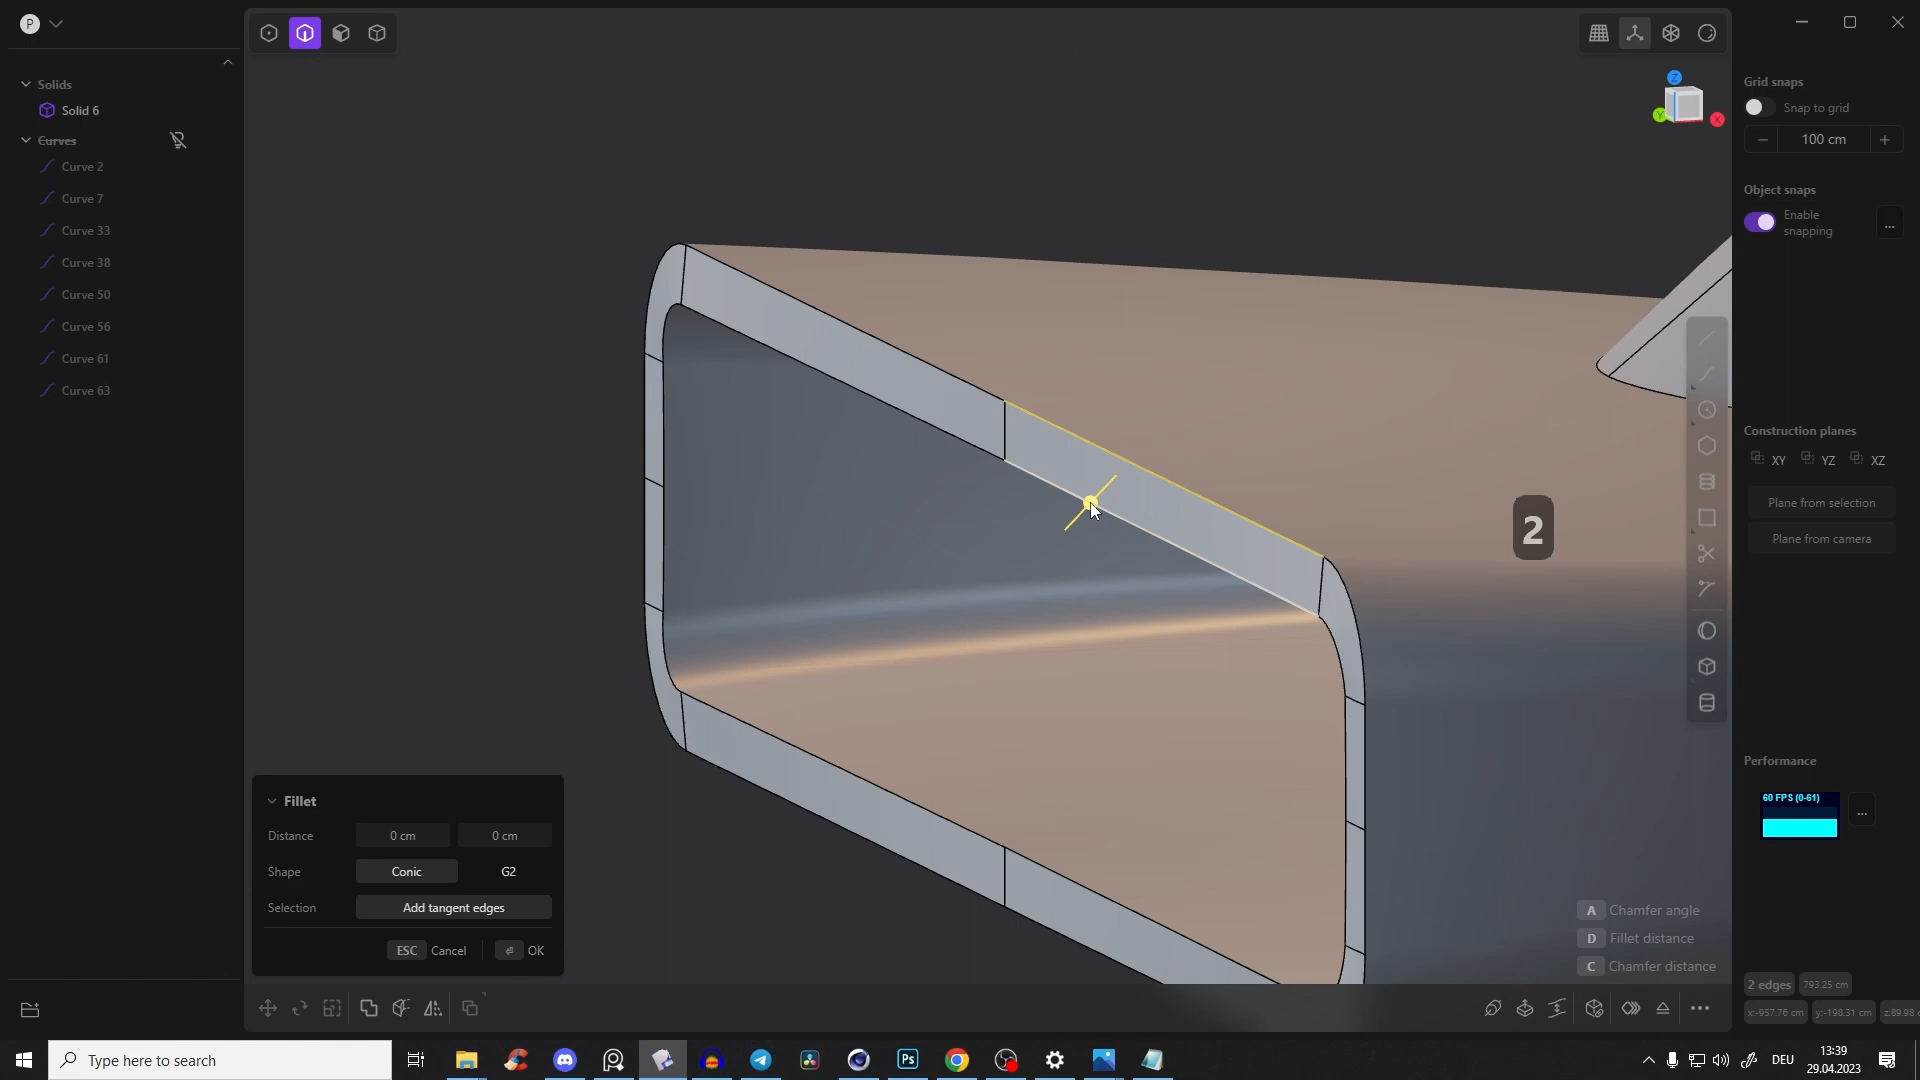 P
Solids
Solid 6
Curves
Curve 2
Curve 7
Curve 33
Curve 38
Curve 50
Curve 56
Curve 61
Curve 63
Z
Y
X
Grid snaps
Snap to grid
100 cm
Object snaps
Enable
snapping
...
Construction planes
XY YZ XZ
Plane from selection
Plane from camera
2
Performance
60 FPS (0-61)
...
Fillet
Distance 0 cm 0 cm
Shape Conic G2
Selection Add tangent edges
ESC Cancel OK
A Chamfer angle
D Fillet distance
C Chamfer distance
2 edges 793.25 cm
x:-957.76 cm y:-198.31 cm z:89.98 c
Type here to search
Ps
DEU
13:39
29.04.2023